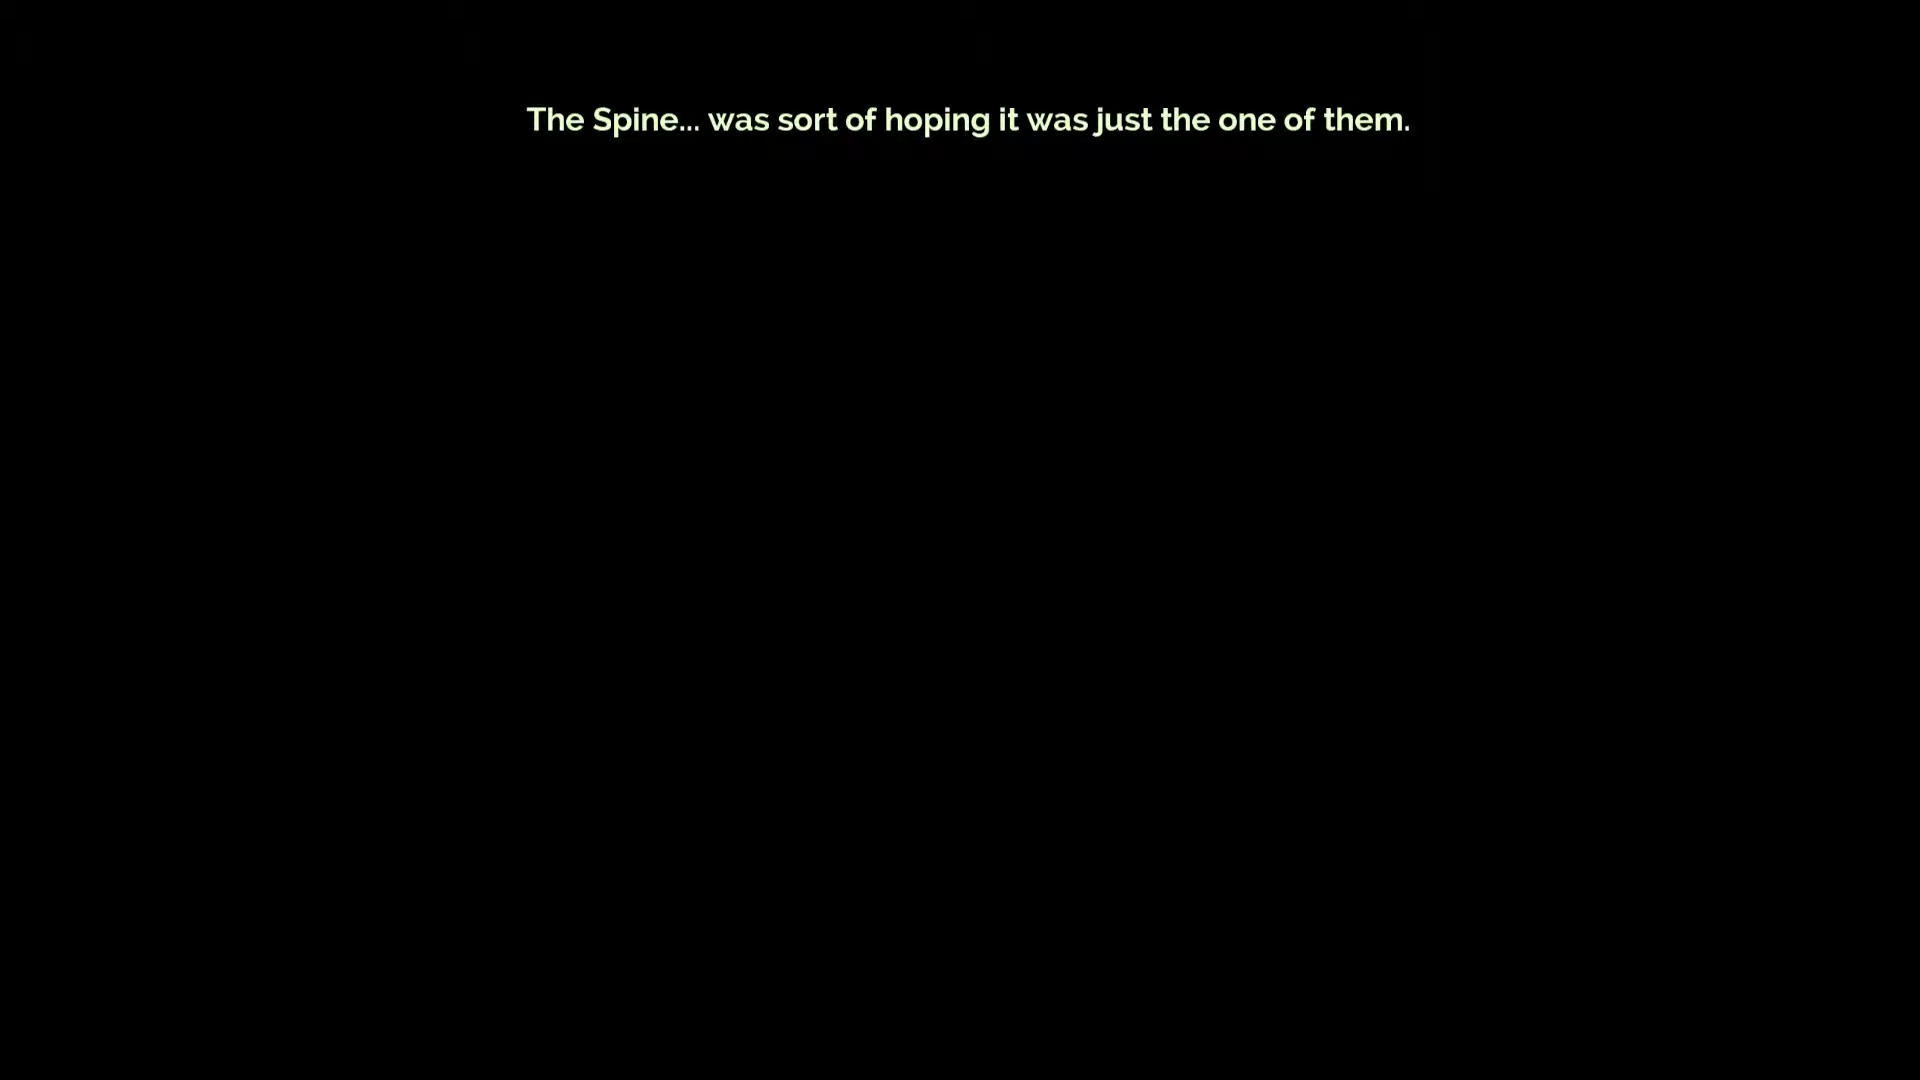 The Spine... was sort of hoping it was just the one of them.